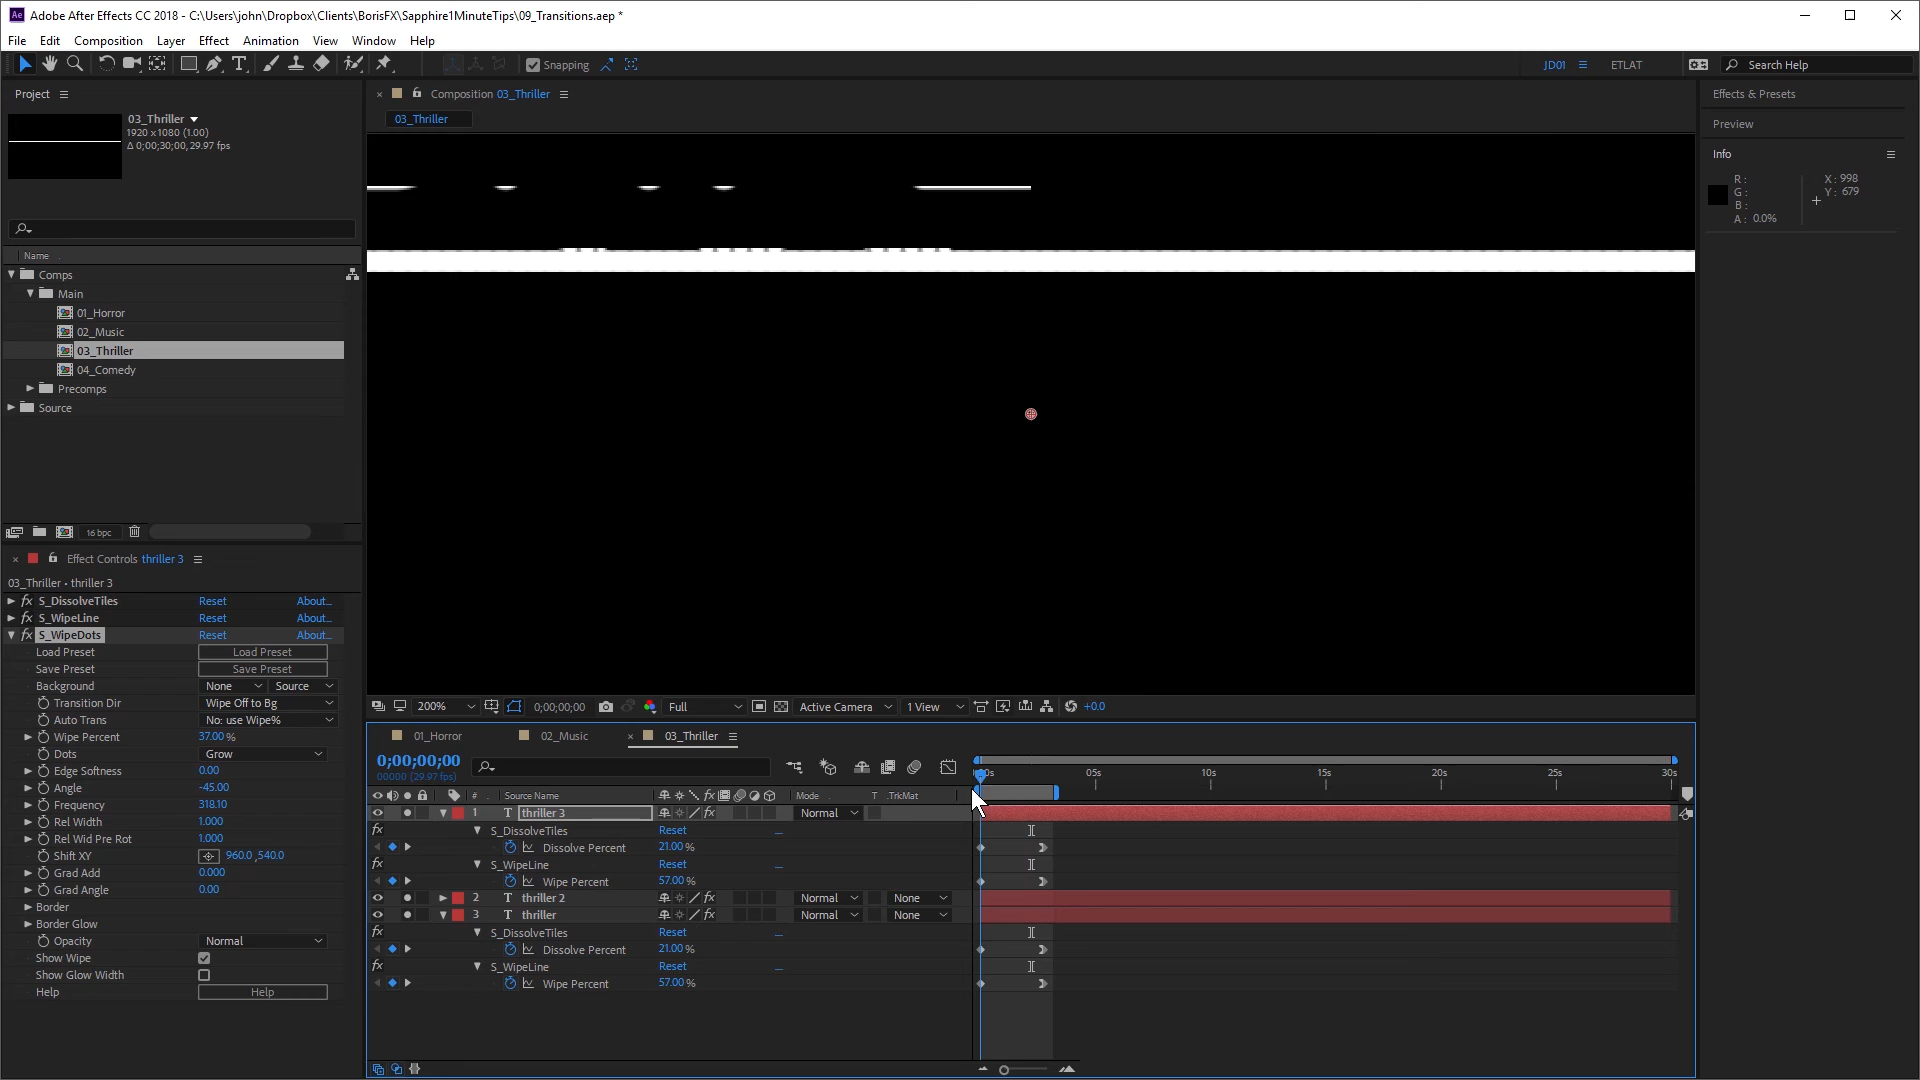 Adobe After Effects CC 2018 - C:\Users\john\Dropbox\Clients\BorisFX\Sapphire1MinuteTips\09_Transitions.aep *
File Edit Composition Layer Effect Animation View Window Help
Snapping JD01 ETLAT Search Help
Project
03_Thriller
1920 x1080 (1.00)
Δ 0;00;30;00, 29.97 fps
Name
Comps
Main
01_Horror
02_Music
03_Thriller
04_Comedy
Precomps
Source
16 bpc
Composition 03_Thriller
03_Thriller
Effects & Presets
Preview
Info
R :
G :
B :
A : 0.0%
X : 998
Y : 679
Effect Controls thriller 3
03_Thriller • thriller 3
S_DissolveTiles Reset About...
S_WipeLine Reset About...
S_WipeDots Reset About...
Load Preset Load Preset
Save Preset Save Preset
Background None Source
Transition Dir Wipe Off to Bg
Auto Trans No: use Wipe%
Wipe Percent 37.00 %
Dots Grow
Edge Softness 0.00
Angle -45.00
Frequency 318.10
Rel Width 1.000
Rel Wid Pre Rot 1.000
Shift XY 960.0 ,540.0
Grad Add 0.000
Grad Angle 0.00
Border
Border Glow
Opacity Normal
Show Wipe
Show Glow Width
Help Help
200% 0;00;00;00 Full Active Camera 1 View +0.0
01_Horror 02_Music 03_Thriller
0;00;00;00
00000 (29.97 fps)
05s 10s 15s 20s 25s 30s
# Source Name Mode T .TrkMat
1 T thriller 3 Normal
S_DissolveTiles Reset
Dissolve Percent 21.00 %
S_WipeLine Reset
Wipe Percent 57.00 %
2 T thriller 2 Normal None
3 T thriller Normal None
S_DissolveTiles Reset
Dissolve Percent 21.00 %
S_WipeLine Reset
Wipe Percent 57.00 %